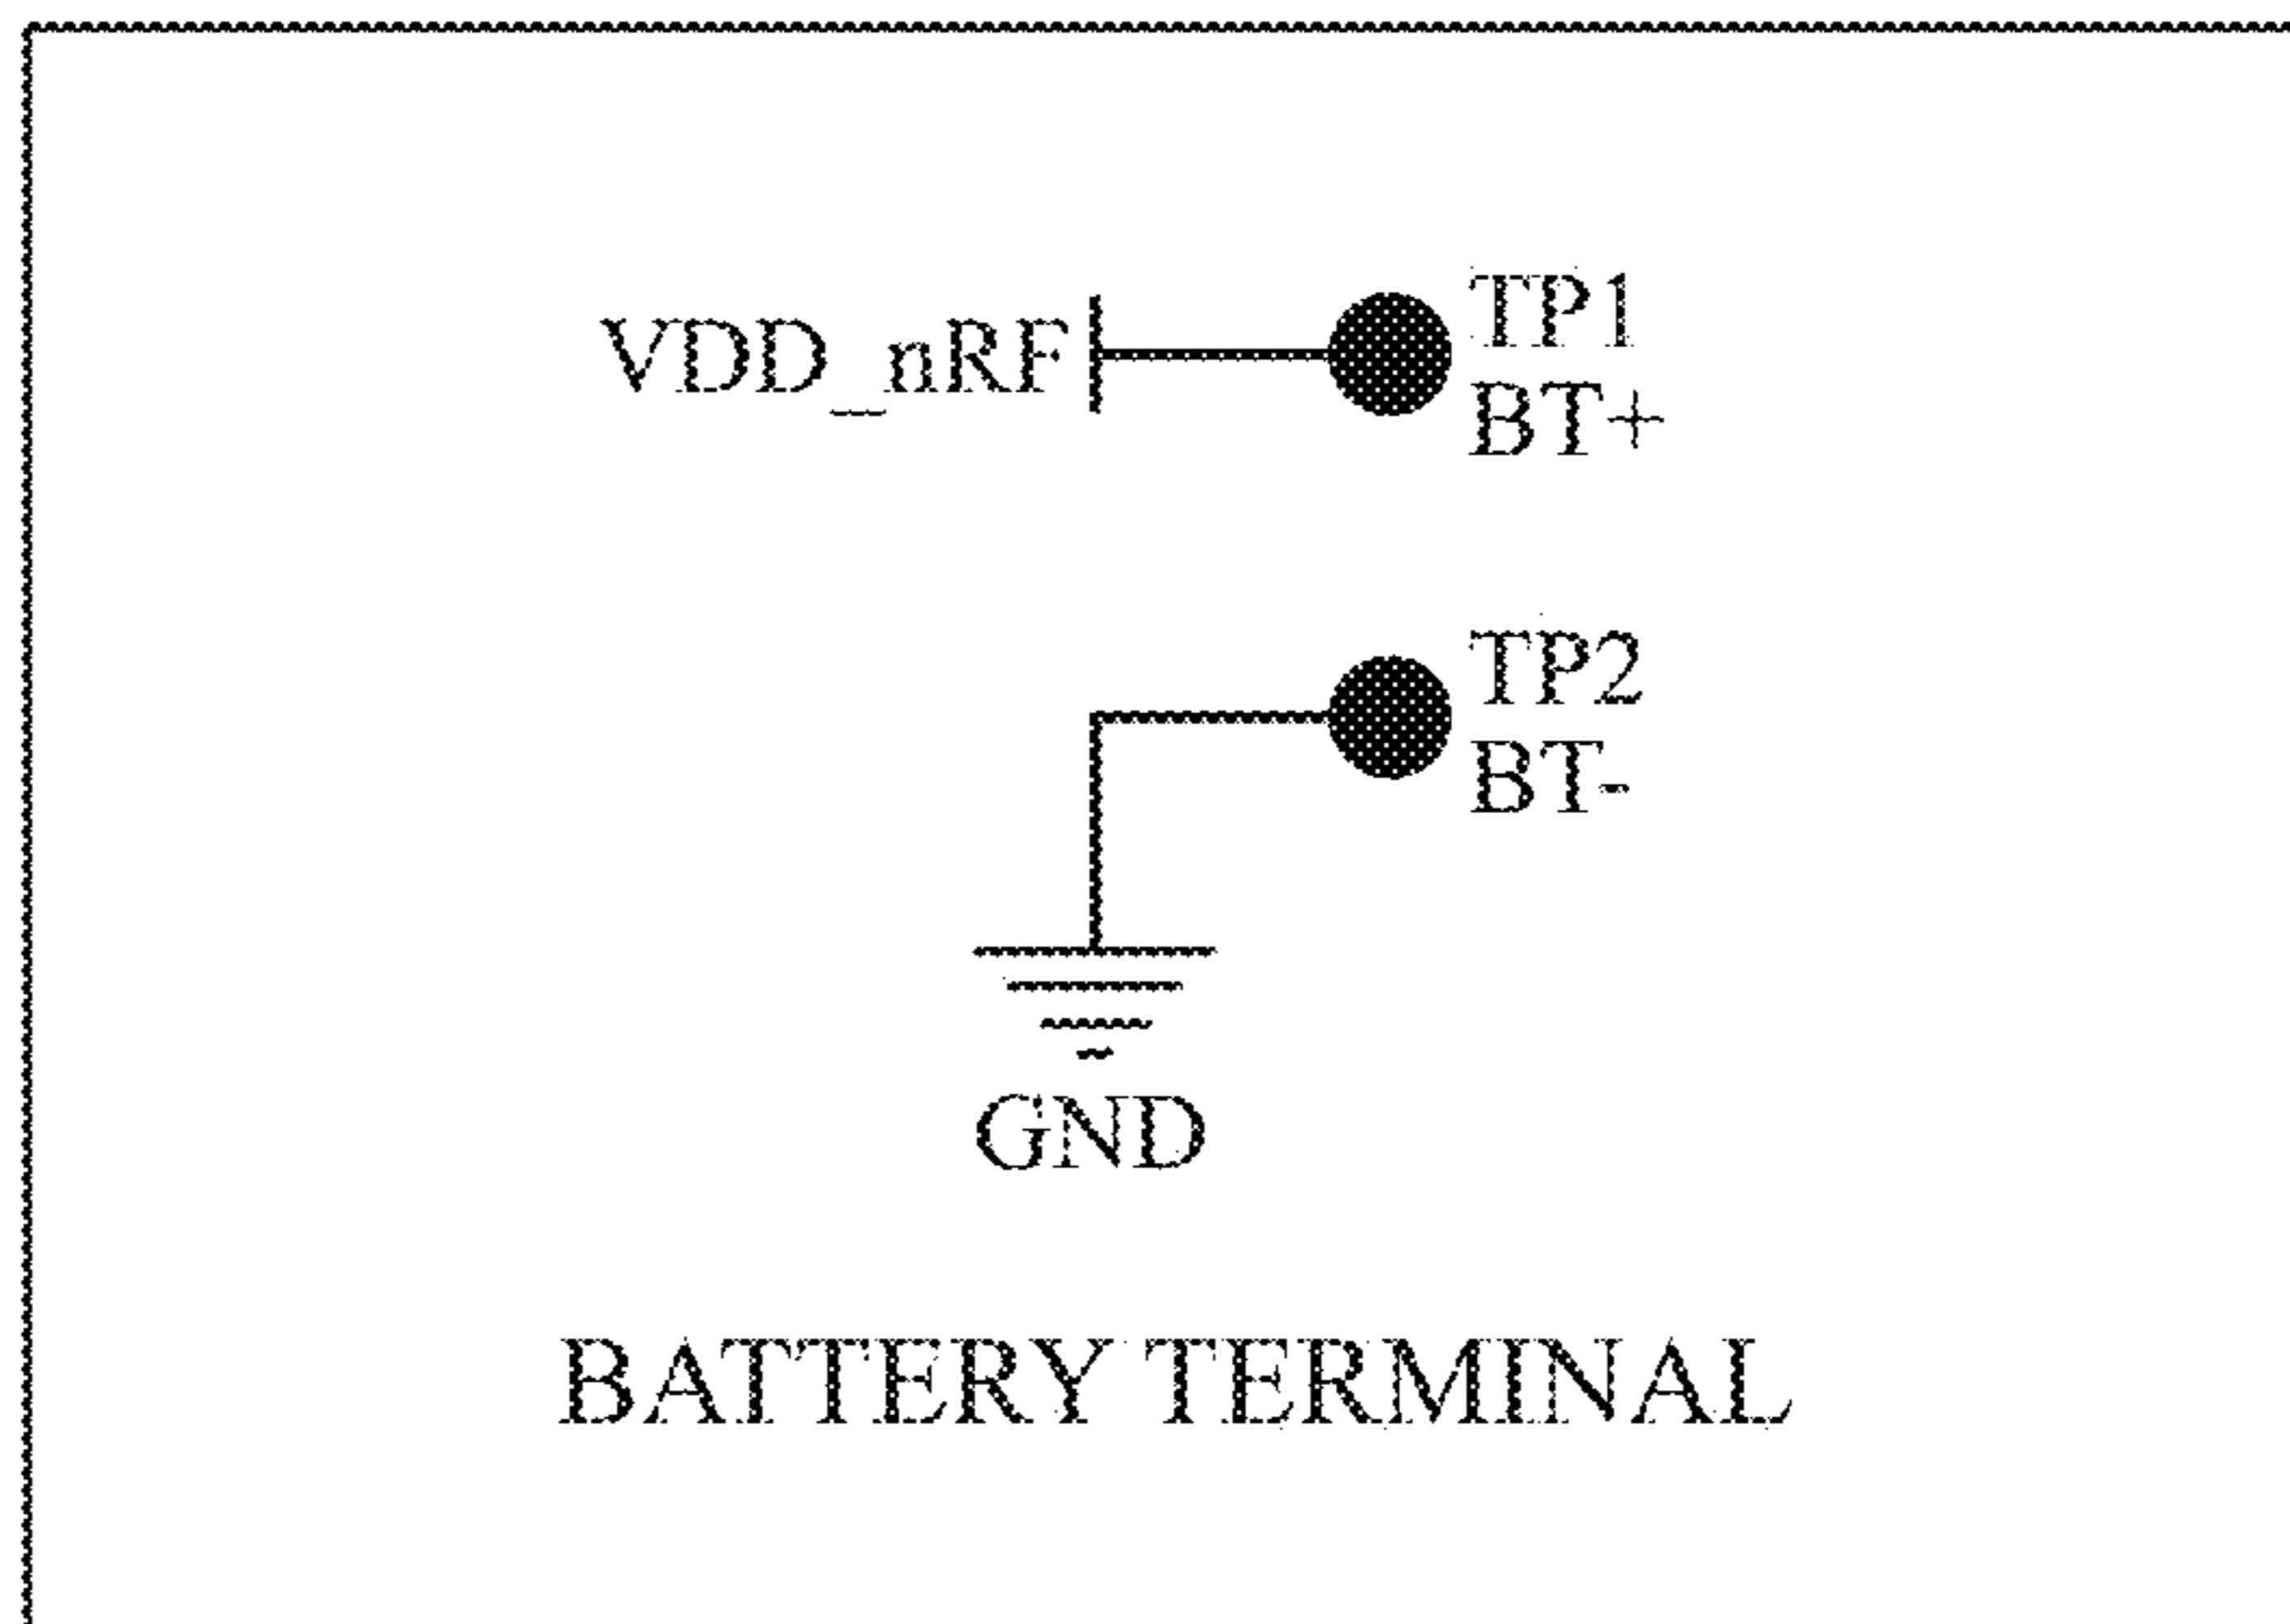 VDD_nRF
TP1
BT+
TP2
BT-
GND
BATTERY TERMINAL